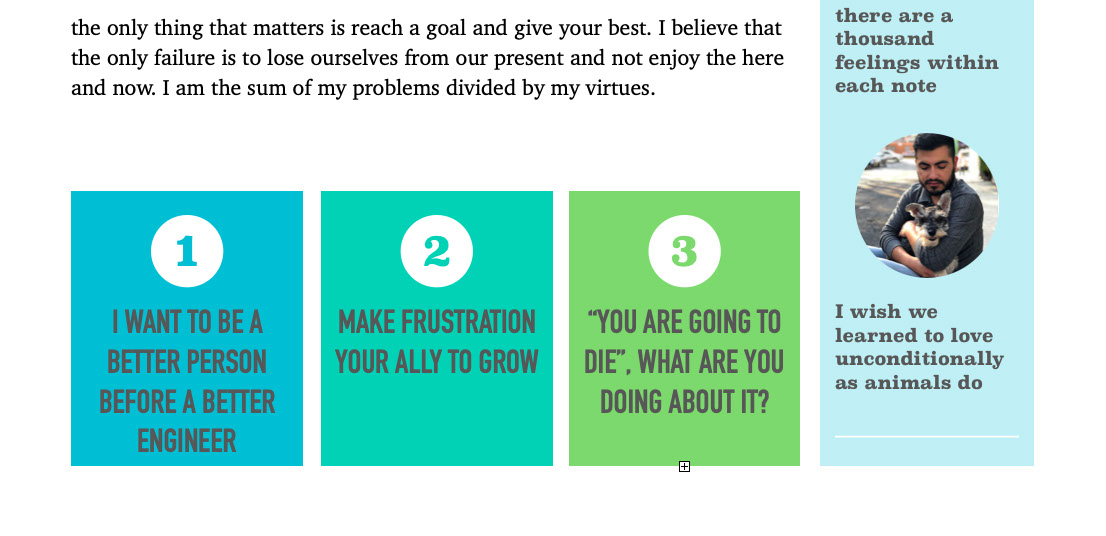 the only thing that matters is reach a goal and give your best. I believe that
the only failure is to lose ourselves from our present and not enjoy the here
and now. I am the sum of my problems divided by my virtues.
1
I WANT TO BE A
BETTER PERSON
BEFORE A BETTER
ENGINEER
2
MAKE FRUSTRATION
YOUR ALLY TO GROW
3
“YOU ARE GOING TO
DIE”, WHAT ARE YOU
DOING ABOUT IT?
there are a
thousand
feelings within
each note
I wish we
learned to love
unconditionally
as animals do